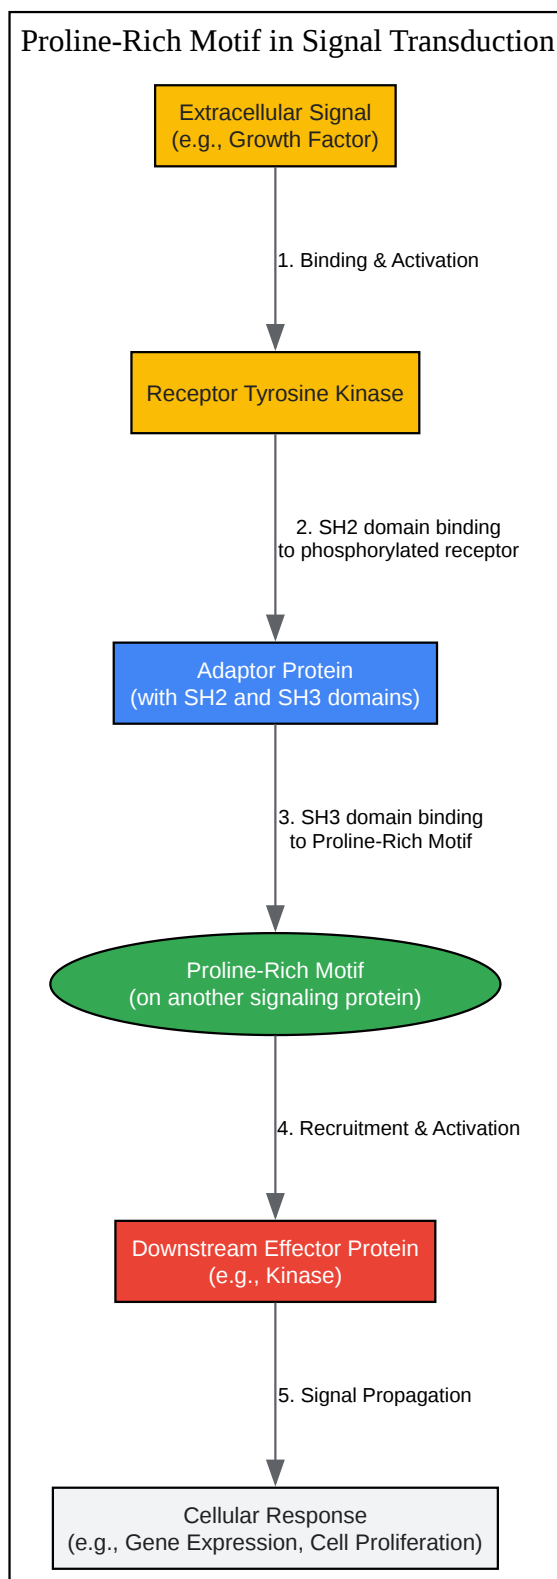 Proline-Rich Motif in Signal Transduction
Extracellular Signal
(e.g., Growth Factor)
1. Binding & Activation
Receptor Tyrosine Kinase
2. SH2 domain binding
to phosphorylated receptor
Adaptor Protein
(with SH2 and SH3 domains)
3. SH3 domain binding
to Proline-Rich Motif
Proline-Rich Motif
(on another signaling protein)
4. Recruitment & Activation
Downstream Effector Protein
(e.g., Kinase)
5. Signal Propagation
Cellular Response
(e.g., Gene Expression, Cell Proliferation)